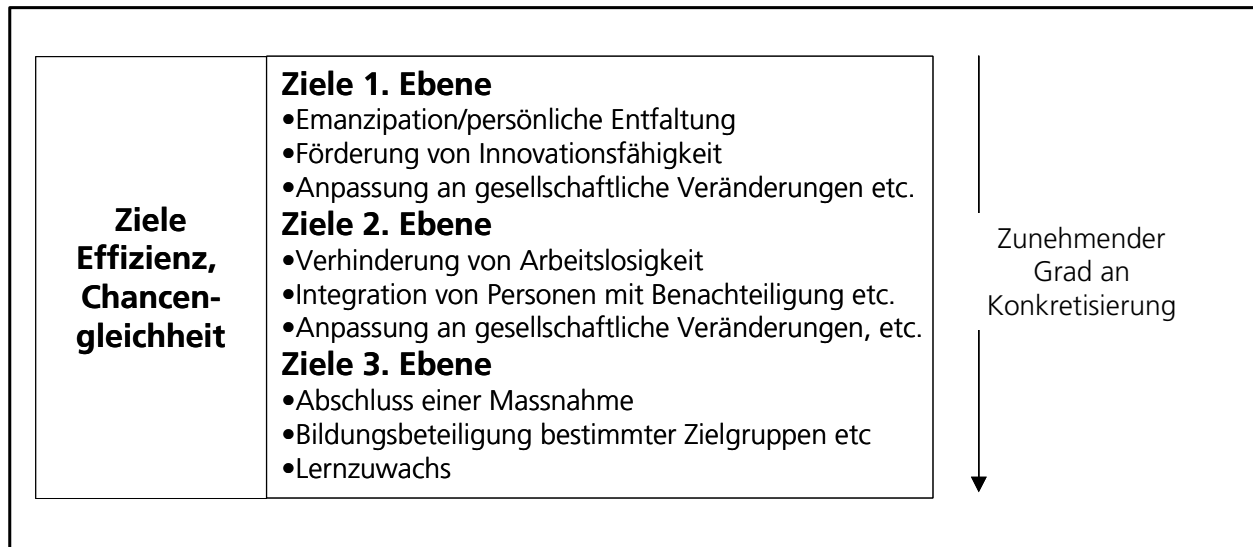 Ziele
Effizienz,
Chancen-
gleichheit
Ziele 1. Ebene
•Emanzipation/persönliche Entfaltung
•Förderung von Innovationsfähigkeit
•Anpassung an gesellschaftliche Veränderungen etc.
Ziele 2. Ebene
•Verhinderung von Arbeitslosigkeit
•Integration von Personen mit Benachteiligung etc.
•Anpassung an gesellschaftliche Veränderungen, etc.
Ziele 3. Ebene
•Abschluss einer Massnahme
•Bildungsbeteiligung bestimmter Zielgruppen etc
•Lernzuwachs
Zunehmender
Grad an
Konkretisierung